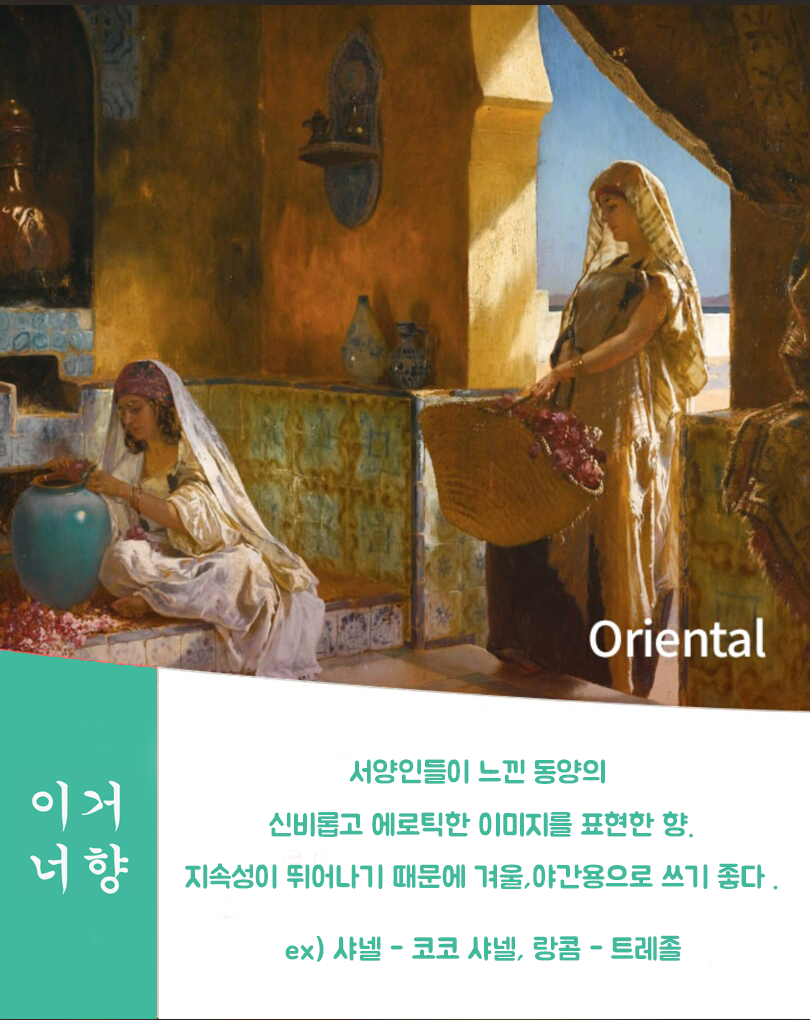 Oriental
이거
너향
서양인들이 느낀 동양의
신비롭고 에로틱한 이미지를 표현한 향.
지속성이 뛰어나기 때문에 겨울,야간용으로 쓰기 좋다 .
ex) 샤넬 - 코코 샤넬, 랑콤 - 트레졸